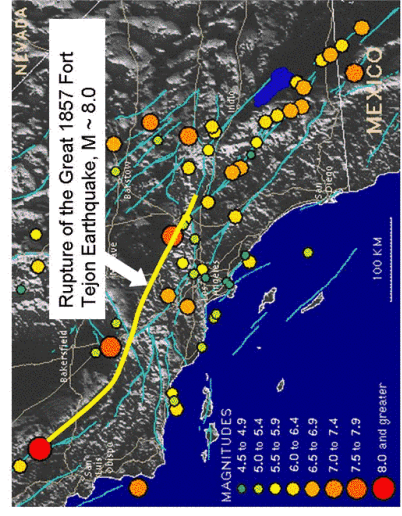 NEVADA
Rupture of the Great 1857 Fort
Tejon Earthquake, M ~ 8.0
MEXICO
Indio
Barstow
San
Diego
Bakersfield
San
Luis
Obispo
100 KM
MAGNITUDES
4.5 to 4.9
5.0 to 5.4
5.5 to 5.9
6.0 to 6.4
6.5 to 6.9
7.0 to 7.4
7.5 to 7.9
8.0 and greater